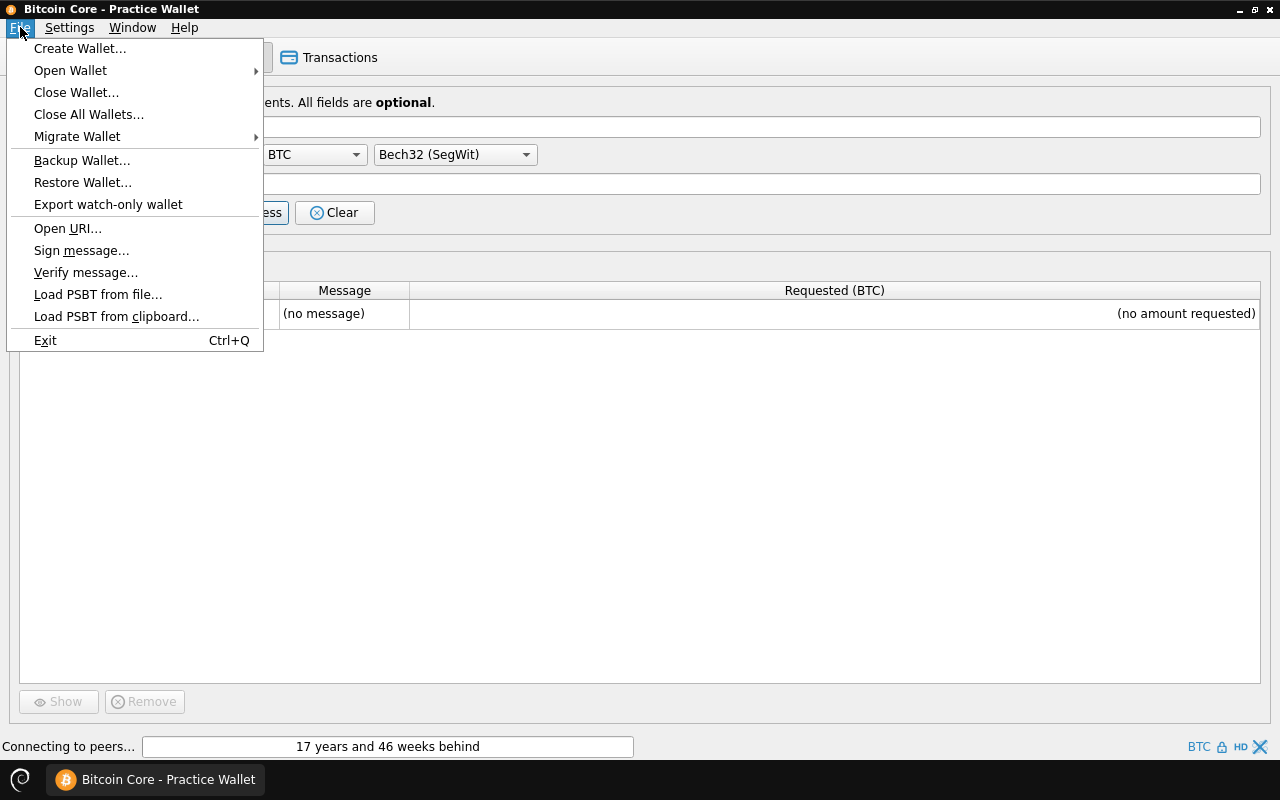 Bitcoin Core - Practice Wallet
File Settings Window Help
Create Wallet...
Open Wallet
Close Wallet...
Close All Wallets...
Migrate Wallet
Backup Wallet...
Restore Wallet...
Export watch-only wallet
Open URI...
Sign message...
Verify message...
Load PSBT from file...
Load PSBT from clipboard...
Exit Ctrl+Q
Transactions
ents. All fields are optional.
BTC Bech32 (SegWit)
ess Clear
Message Requested (BTC)
(no message) (no amount requested)
Show Remove
Connecting to peers... 17 years and 46 weeks behind BTC HD
Bitcoin Core - Practice Wallet